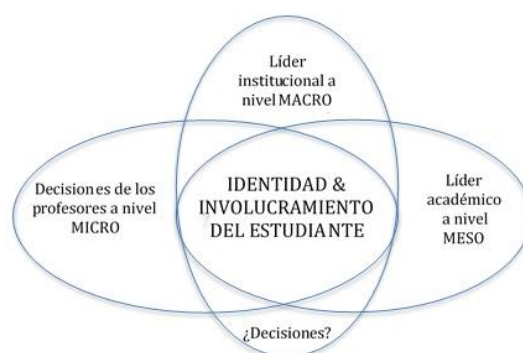 Líder
institucional a
nivel MACRO
Decisiones de los
profesores a nivel
MICRO
IDENTIDAD &
INVOLUCRAMIENTO
DEL ESTUDIANTE
Líder
académico
a nivel
MESO
¿Decisiones?